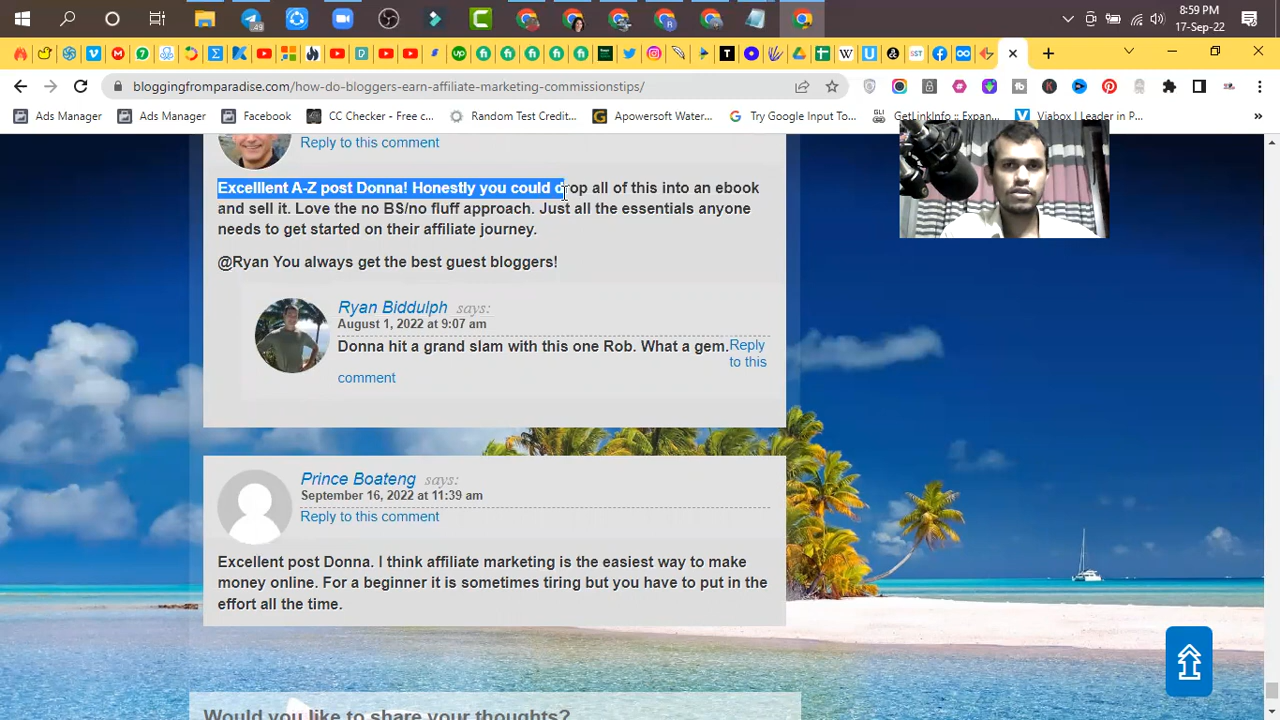 8:59 PM
17-Sep-22
bloggingfromparadise.com/how-do-bloggers-earn-affiliate-marketing-commissionstips/
Ads Manager
Ads Manager
Facebook
CC Checker - Free c...
Random Test Credit...
Apowersoft Water...
Try Google Input To...
GetLinkInfo :: Expan...
Viabox | Leader in P...
»
Reply to this comment
Excelllent A-Z post Donna! Honestly you could drop all of this into an ebook
and sell it. Love the no BS/no fluff approach. Just all the essentials anyone
needs to get started on their affiliate journey.
@Ryan You always get the best guest bloggers!
Ryan Biddulph says:
August 1, 2022 at 9:07 am
Donna hit a grand slam with this one Rob. What a gem. Reply
to this
comment
Prince Boateng says:
September 16, 2022 at 11:39 am
Reply to this comment
Excellent post Donna. I think affiliate marketing is the easiest way to make
money online. For a beginner it is sometimes tiring but you have to put in the
effort all the time.
Would you like to share your thoughts?